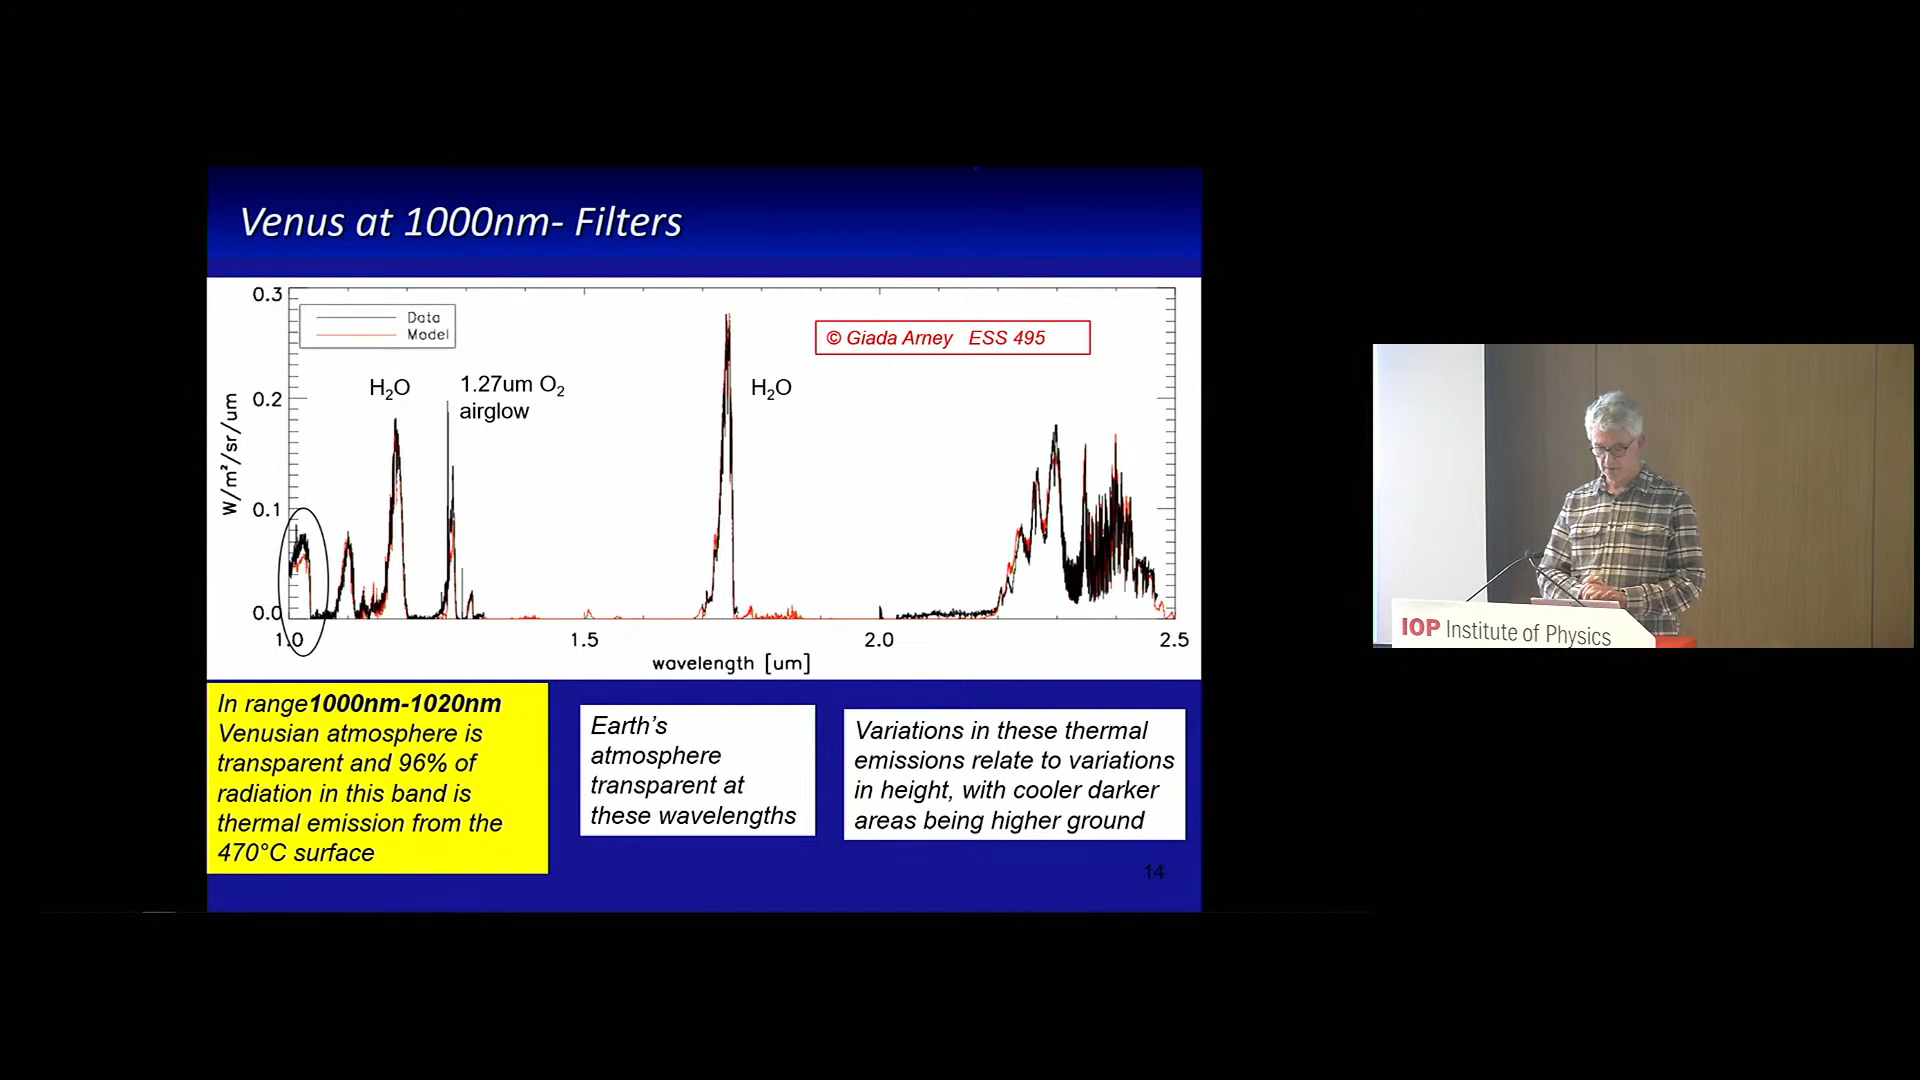 Venus at 1000nm- Filters
0.3
0.2
0.1
0.0
W/m²/sr/um
Data
Model
H₂O
1.27um O₂
airglow
H₂O
© Giada Arney ESS 495
1.0
1.5
2.0
2.5
wavelength [um]
In range1000nm-1020nm
Venusian atmosphere is
transparent and 96% of
radiation in this band is
thermal emission from the
470°C surface
Earth's
atmosphere
transparent at
these wavelengths
Variations in these thermal
emissions relate to variations
in height, with cooler darker
areas being higher ground
14
IOP Institute of Physics